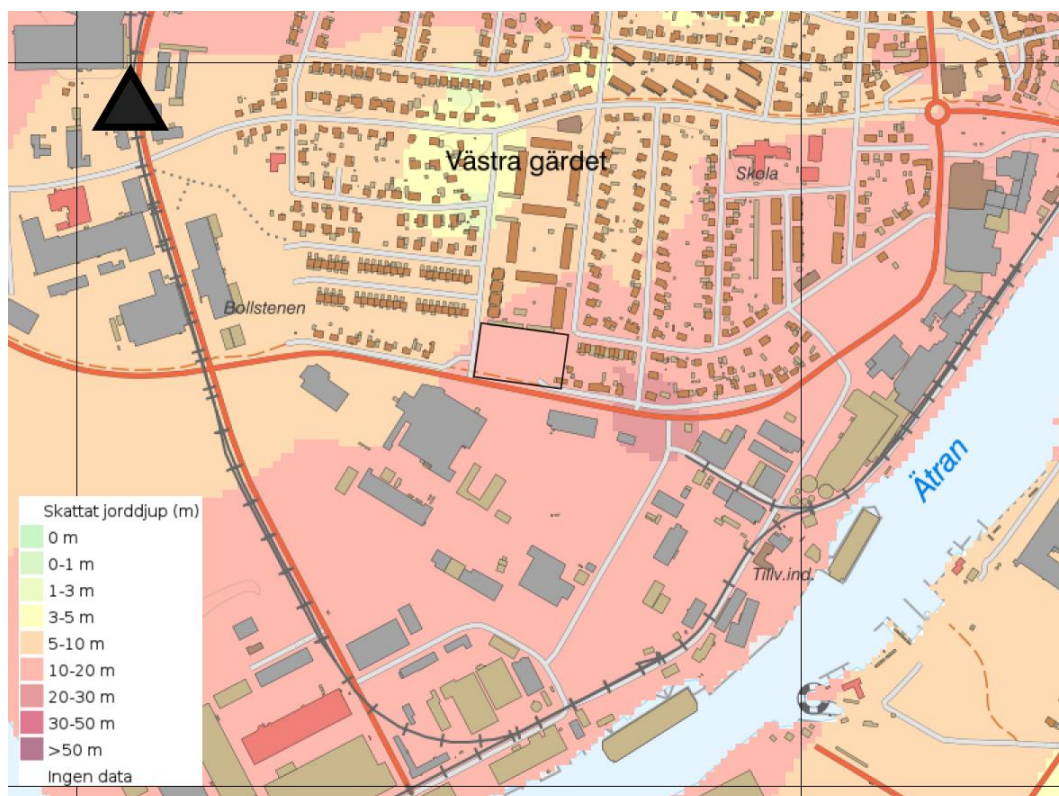 Västra gärdet
Skola
Bollstenen
Ätran
Tillv.ind.
Skattat jorddjup (m)
0 m
0-1 m
1-3 m
3-5 m
5-10 m
10-20 m
20-30 m
30-50 m
>50 m
Ingen data